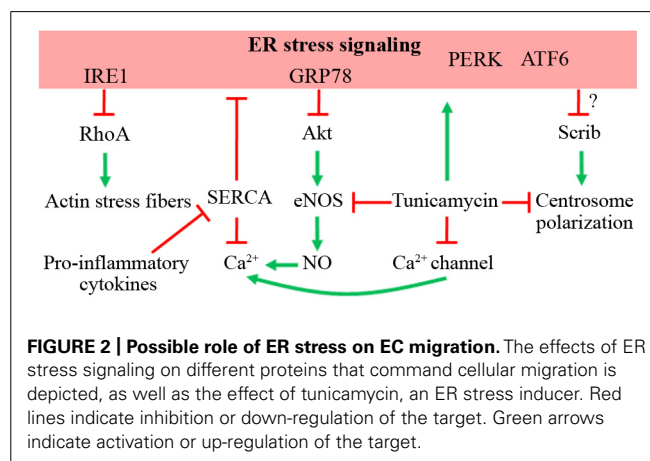 ER stress signaling
IRE1 GRP78 PERK ATF6
?
RhoA Akt Scrib
Actin stress fibers SERCA eNOS Tunicamycin Centrosome
polarization
Pro-inflammatory
cytokines
Ca²⁺ NO Ca²⁺ channel
FIGURE 2 | Possible role of ER stress on EC migration. The effects of ER
stress signaling on different proteins that command cellular migration is
depicted, as well as the effect of tunicamycin, an ER stress inducer. Red
lines indicate inhibition or down-regulation of the target. Green arrows
indicate activation or up-regulation of the target.